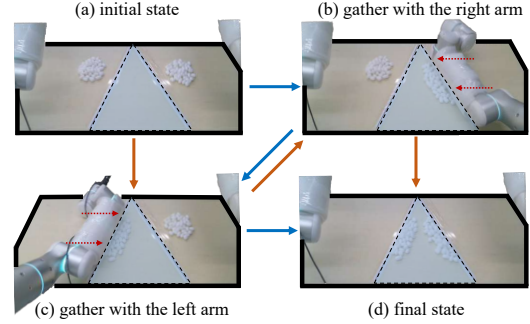 (a) initial state
(b) gather with the right arm
(c) gather with the left arm
(d) final state